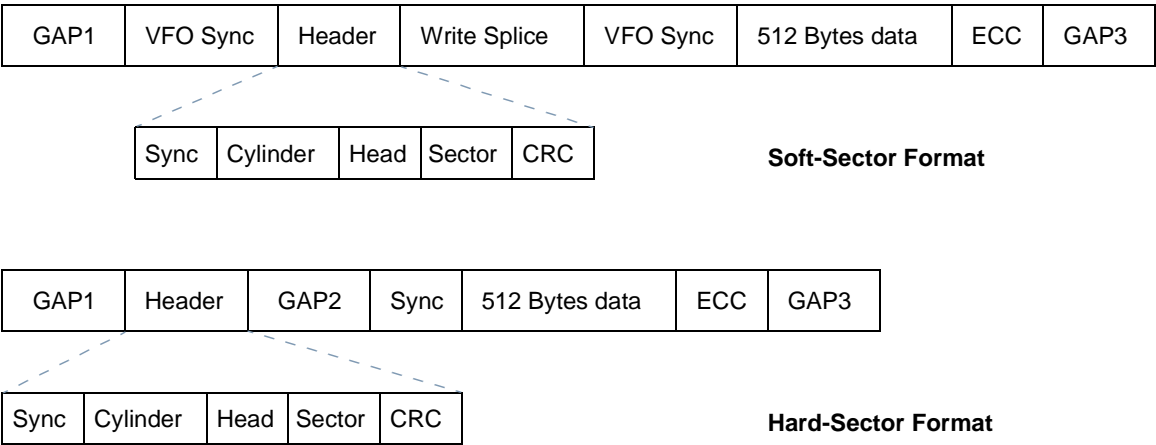 GAP1 VFO Sync Header Write Splice VFO Sync 512 Bytes data ECC GAP3
Sync Cylinder Head Sector CRC
Soft-Sector Format
GAP1 Header GAP2 Sync 512 Bytes data ECC GAP3
Sync Cylinder Head Sector CRC
Hard-Sector Format